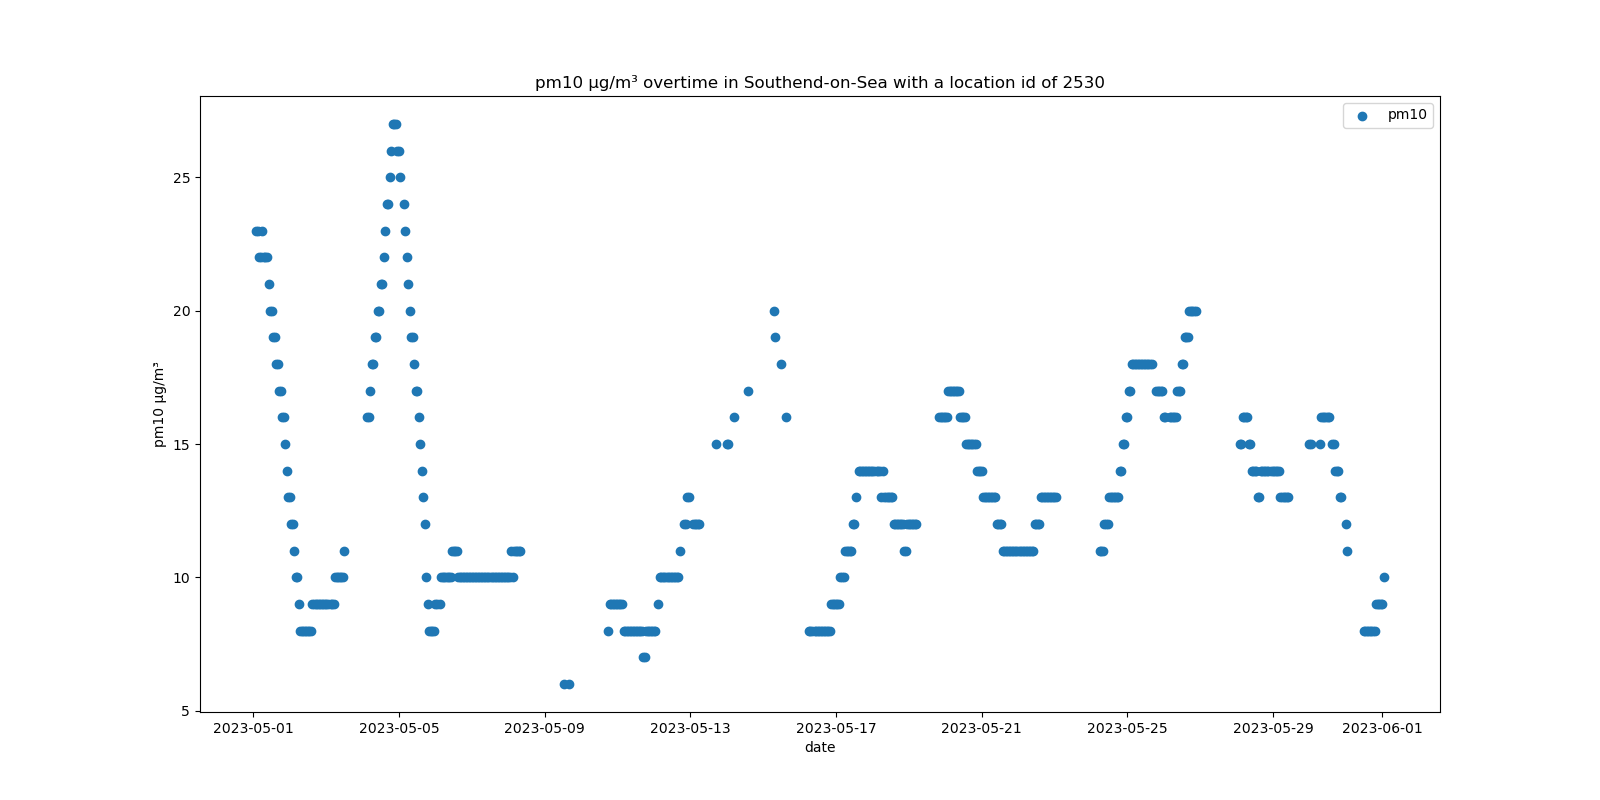 pm10 µg/m³ overtime in Southend-on-Sea with a location id of 2530
pm10
pm10 µg/m³
25
20
15
10
5
2023-05-01 2023-05-05 2023-05-09 2023-05-13 2023-05-17 2023-05-21 2023-05-25 2023-05-29 2023-06-01
date